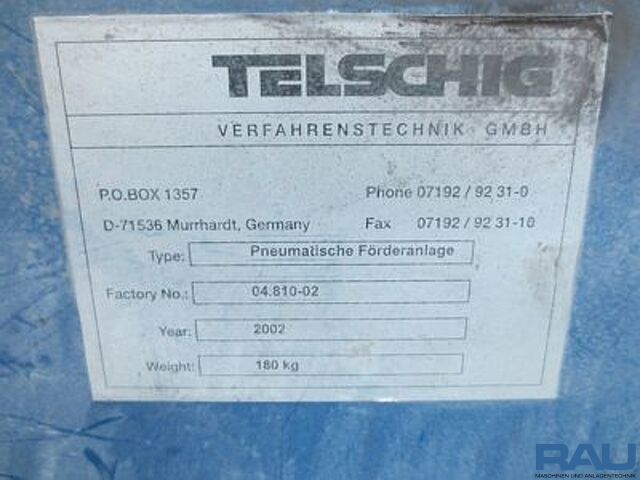 TELSCHIG
VERFAHRENSTECHNIK GMBH
P.O.BOX 1357 Phone 07192 / 92 31-0
D-71536 Murrhardt, Germany Fax 07192 / 92 31-10
Type: Pneumatische Förderanlage
Factory No.: 04.810-02
Year: 2002
Weight: 180 kg
RAU
MASCHINEN UND ANLAGENTECHNIK